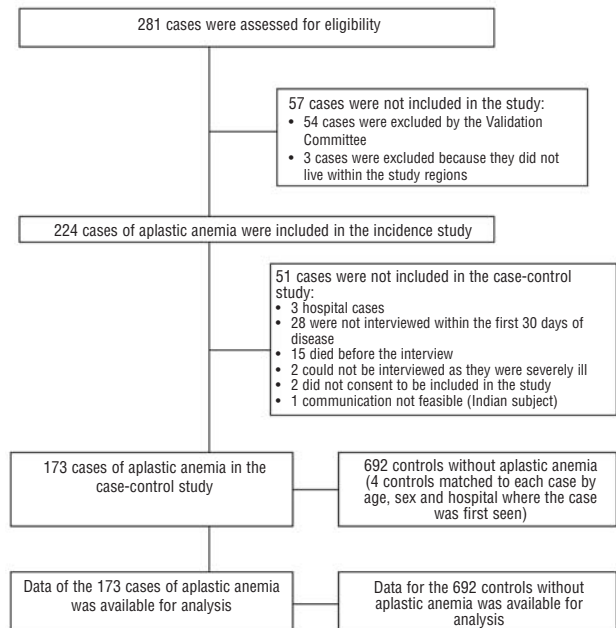 281 cases were assessed for eligibility
57 cases were not included in the study:
• 54 cases were excluded by the Validation
Committee
• 3 cases were excluded because they did not
live within the study regions
224 cases of aplastic anemia were included in the incidence study
51 cases were not included in the case-control
study:
• 3 hospital cases
• 28 were not interviewed within the first 30 days of
disease
• 15 died before the interview
• 2 could not be interviewed as they were severely ill
• 2 did not consent to be included in the study
• 1 communication not feasible (Indian subject)
173 cases of aplastic anemia in the
case-control study
692 controls without aplastic anemia
(4 controls matched to each case by
age, sex and hospital where the case
was first seen)
Data of the 173 cases of aplastic anemia
was available for analysis
Data for the 692 controls without
aplastic anemia was available for
analysis